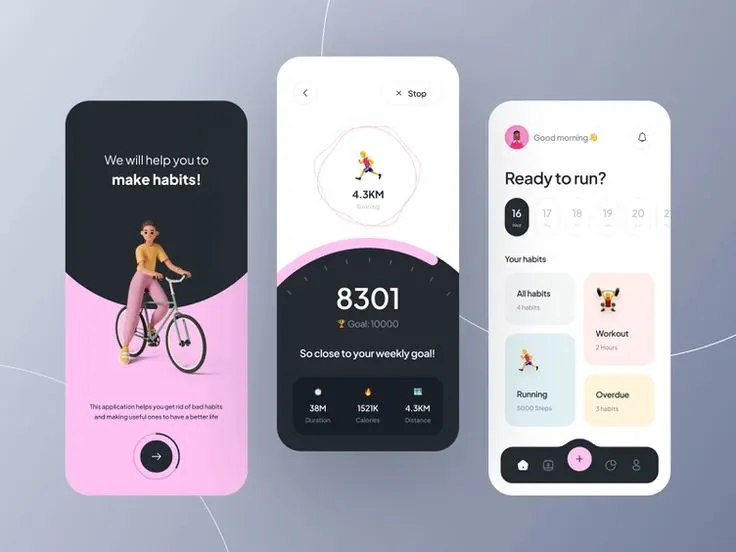 We will help you to
make habits!
This application helps you get rid of bad habits
and making useful ones to have a better life
Stop
4.3KM
Running
8301
Goal: 10000
So close to your weekly goal!
38M
1521K
4.3KM
Duration
Calories
Distance
Good morning
Ready to run?
16
17
18
19
20
Wed
Your habits
All habits
4 habits
Workout
2 Hours
Running
5000 Steps
Overdue
3 habits